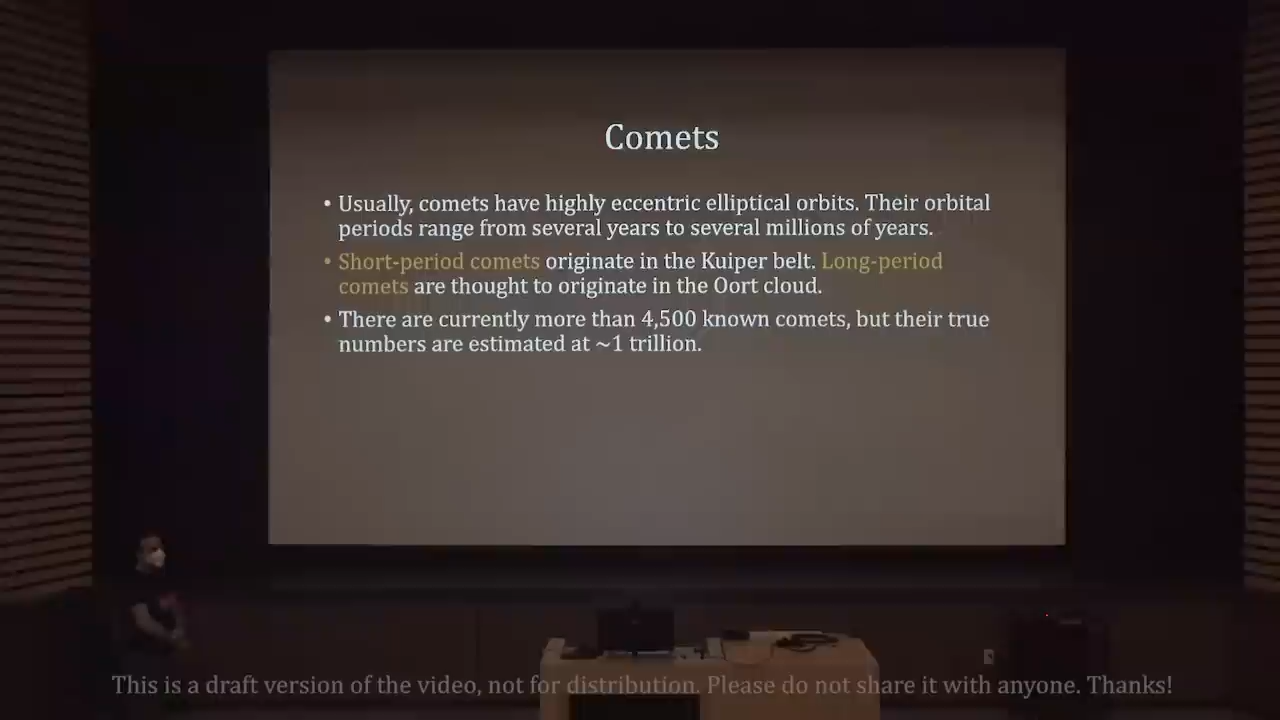 Comets
• Usually, comets have highly eccentric elliptical orbits. Their orbital
periods range from several years to several millions of years.
• Short-period comets originate in the Kuiper belt. Long-period
comets are thought to originate in the Oort cloud.
• There are currently more than 4,500 known comets, but their true
numbers are estimated at ~1 trillion.
This is a draft version of the video, not for distribution. Please do not share it with anyone. Thanks!